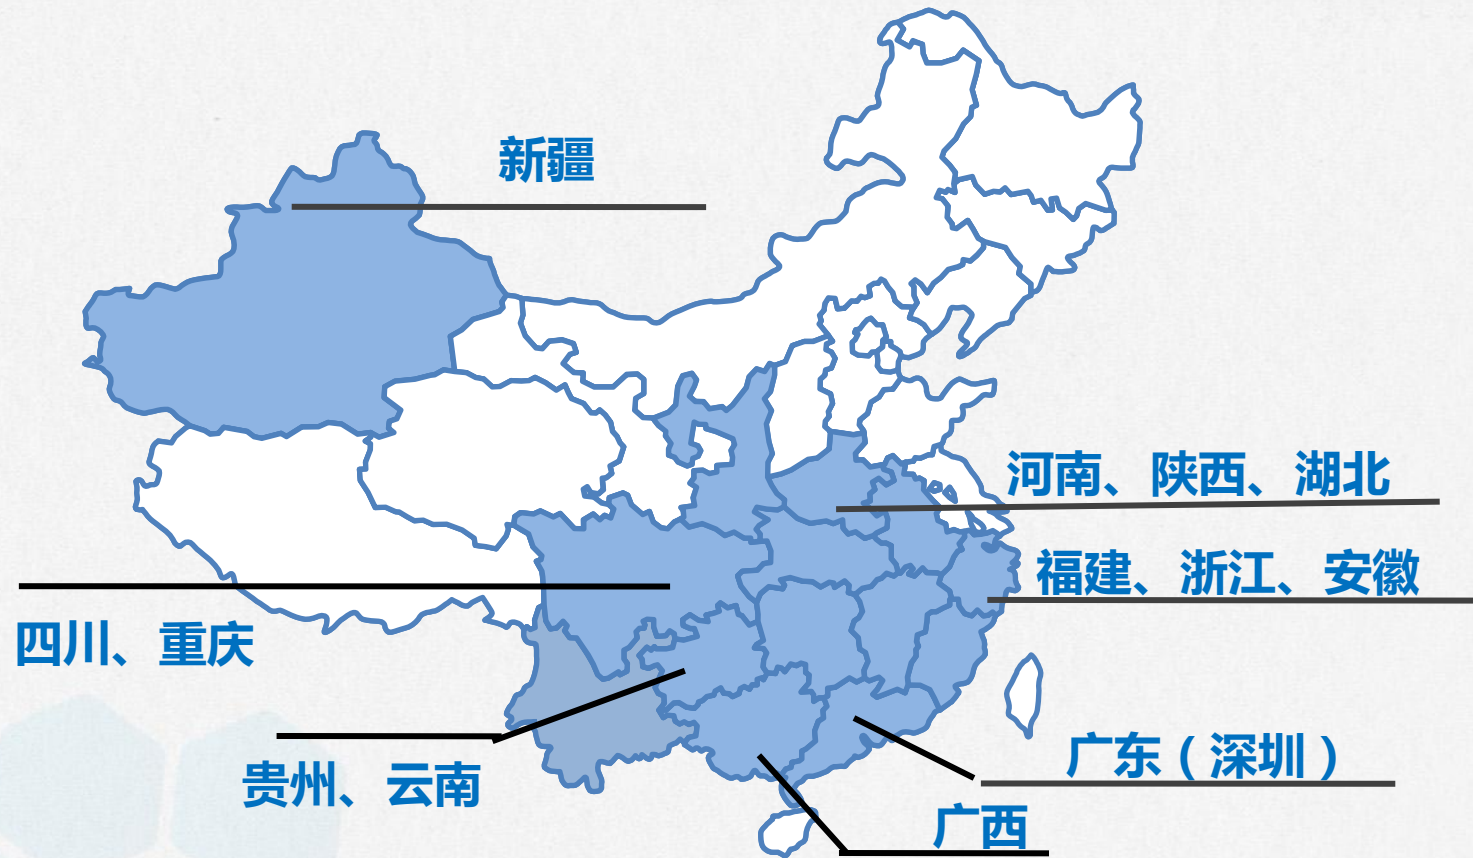 新疆
河南、陕西、湖北
福建、浙江、安徽
四川、重庆
贵州、云南
广东（深圳）
广西